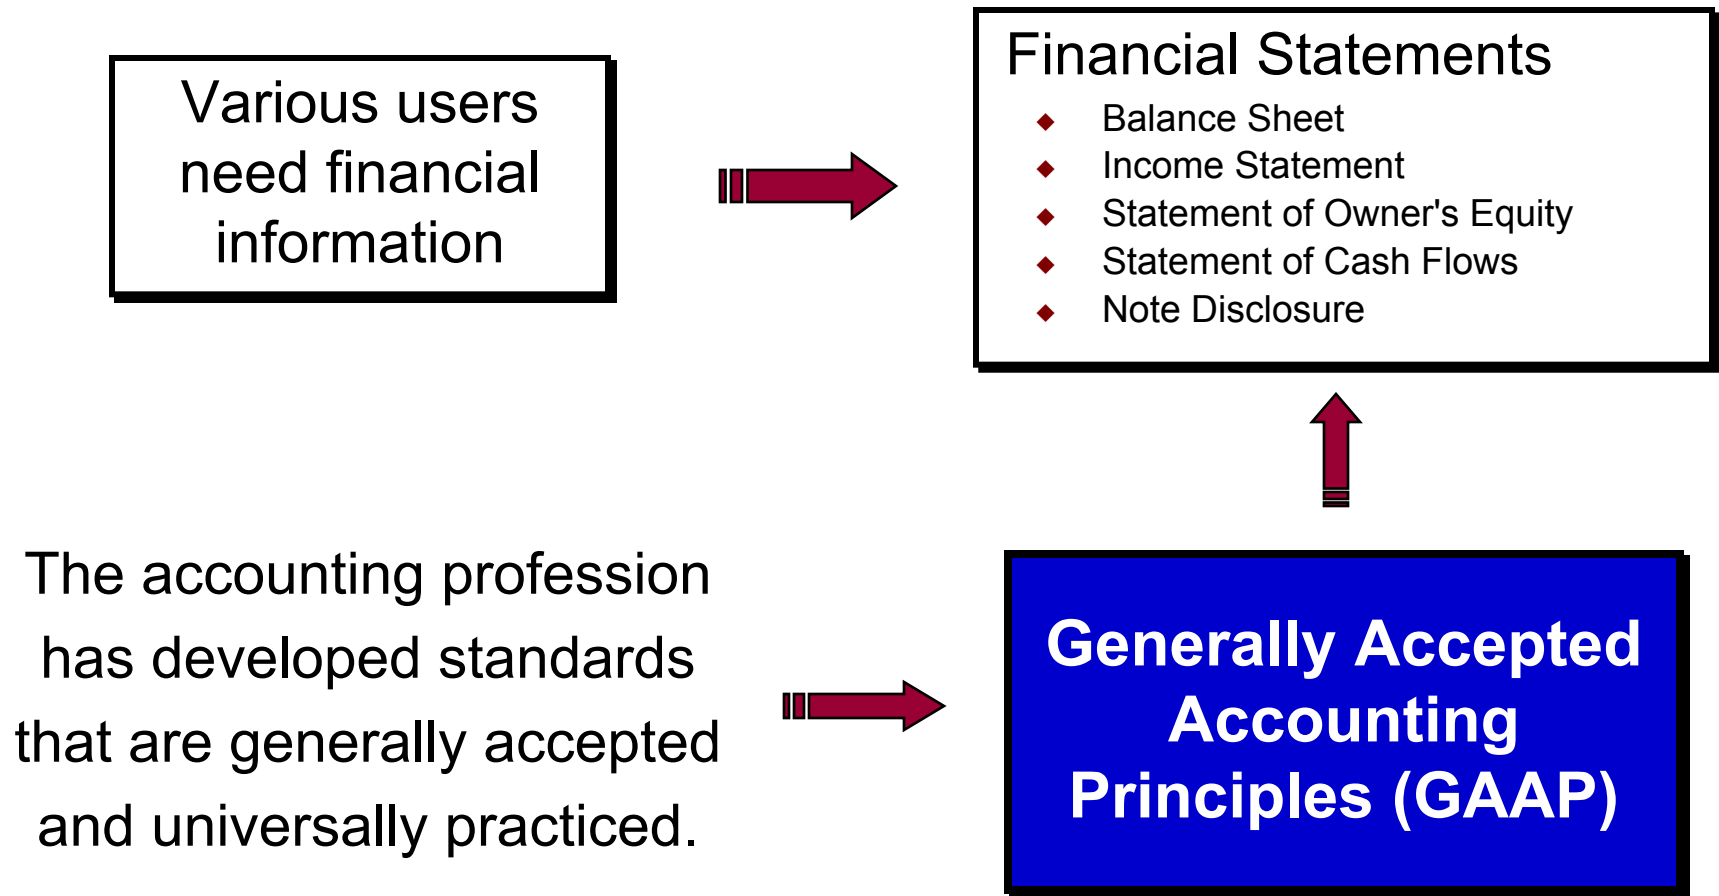 Various users
need financial
information
Financial Statements
Balance Sheet
Income Statement
Statement of Owner's Equity
Statement of Cash Flows
Note Disclosure
The accounting profession
has developed standards
that are generally accepted
and universally practiced.
Generally Accepted
Accounting
Principles (GAAP)